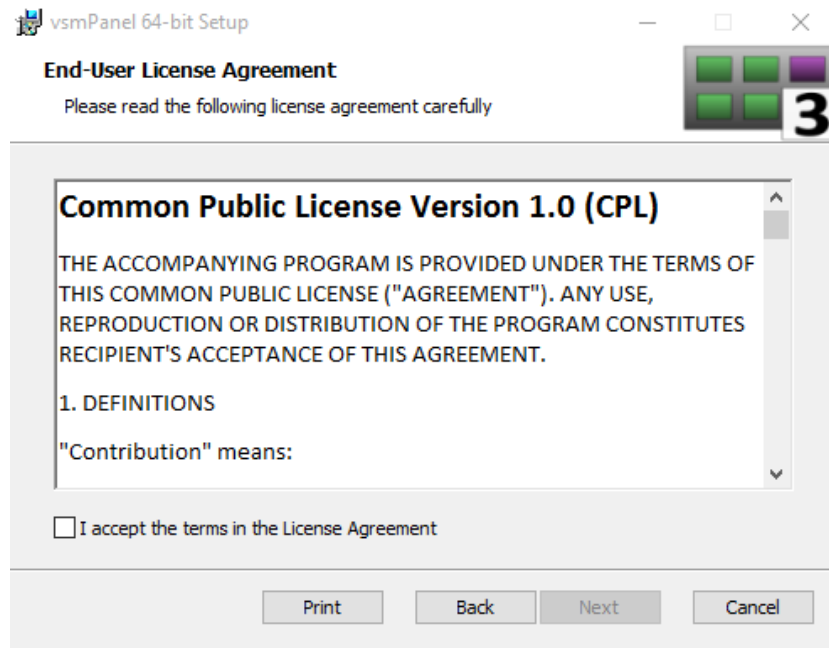 vsmPanel 64-bit Setup
End-User License Agreement
Please read the following license agreement carefully
3
Common Public License Version 1.0 (CPL)
THE ACCOMPANYING PROGRAM IS PROVIDED UNDER THE TERMS OF
THIS COMMON PUBLIC LICENSE ("AGREEMENT"). ANY USE,
REPRODUCTION OR DISTRIBUTION OF THE PROGRAM CONSTITUTES
RECIPIENT'S ACCEPTANCE OF THIS AGREEMENT.
1. DEFINITIONS
"Contribution" means:
I accept the terms in the License Agreement
Print Back Next Cancel